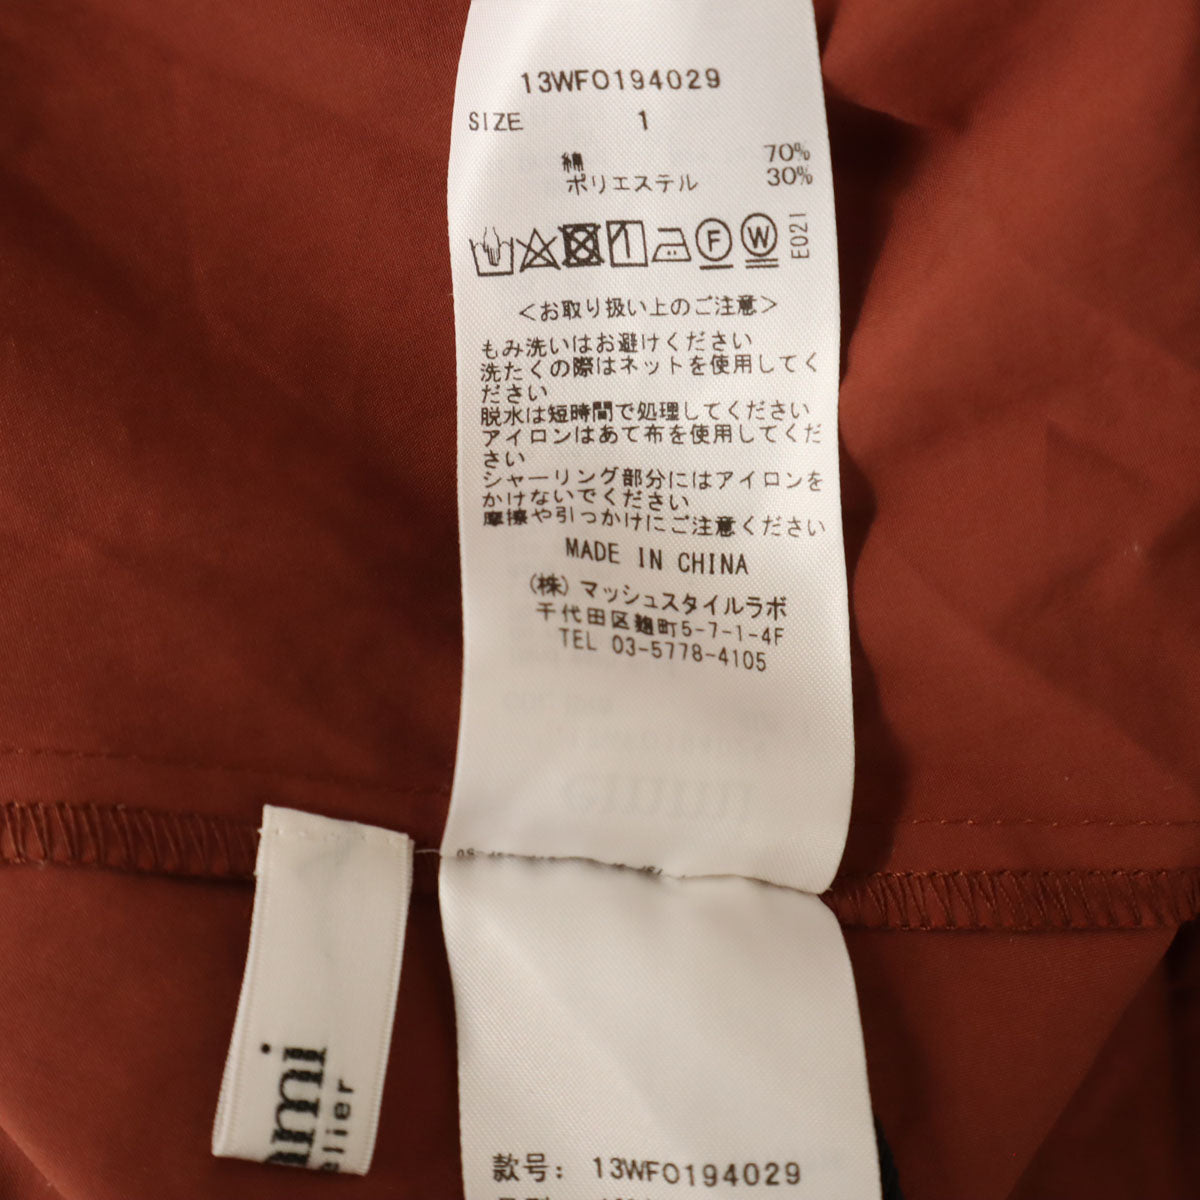 13WFO194029
SIZE 1
綿 70%
ポリエステル 30%
F W E021
<お取り扱い上のご注意>
もみ洗いはお避けください
洗たくの際はネットを使用してく
ださい
脱水は短時間で処理してください
アイロンはあて布を使用してくだ
さい
シャーリング部分にはアイロンを
かけないでください
摩擦や引っかけにご注意ください
MADE IN CHINA
(株) マッシュスタイルラボ
千代田区麹町5-7-1-4F
TEL 03-5778-4105
ami
elier
款号: 13WFO194029